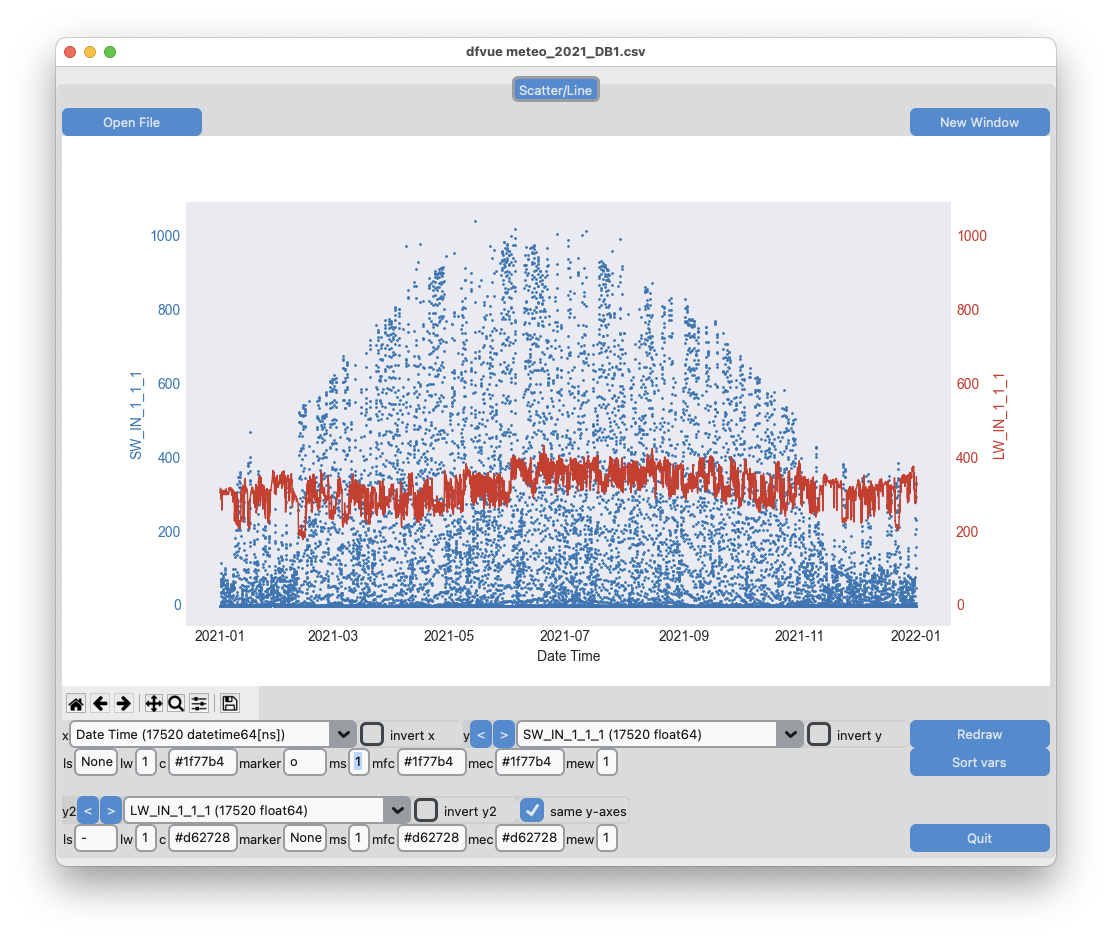 dfvue meteo_2021_DB1.csv
Scatter/Line
Open File
New Window
1000
800
600
400
200
0
SW_IN_1_1_1
1000
800
600
400
200
0
LW_IN_1_1_1
2021-01 2021-03 2021-05 2021-07 2021-09 2021-11 2022-01
Date Time
x Date Time (17520 datetime64[ns]) invert x y < > SW_IN_1_1_1 (17520 float64) invert y Redraw
ls None lw 1 c #1f77b4 marker o ms 1 mfc #1f77b4 mec #1f77b4 mew 1 Sort vars
y2 < > LW_IN_1_1_1 (17520 float64) invert y2 same y-axes
ls - lw 1 c #d62728 marker None ms 1 mfc #d62728 mec #d62728 mew 1 Quit